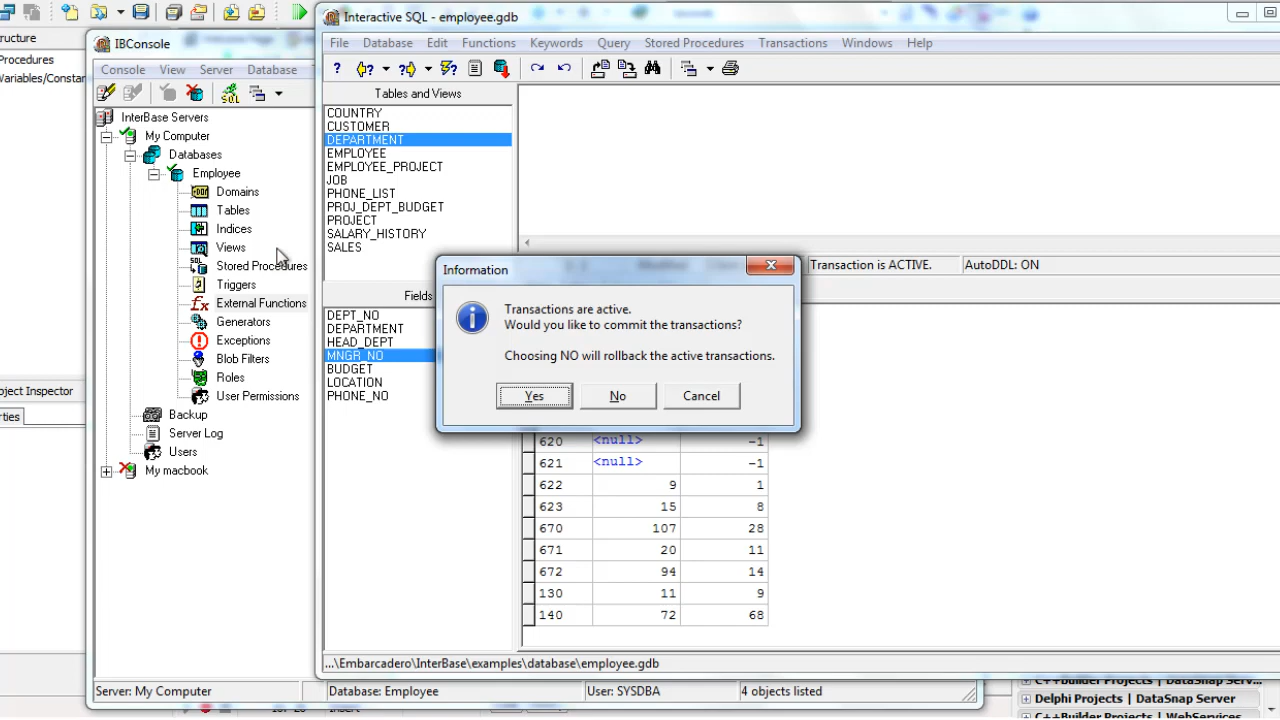 Interactive SQL - employee.gdb
ructure
IBConsole
File Database Edit Functions Keywords Query Stored Procedures Transactions Windows Help
Procedures
Variables/Constar
Console View Server Database
Tables and Views
InterBase Servers
My Computer
Databases
Employee
Domains
Tables
Indices
Views
Stored Procedures
Triggers
External Functions
Generators
Exceptions
Blob Filters
Roles
User Permissions
Backup
Server Log
Users
My macbook
COUNTRY
CUSTOMER
DEPARTMENT
EMPLOYEE
EMPLOYEE_PROJECT
JOB
PHONE_LIST
PROJ_DEPT_BUDGET
PROJECT
SALARY_HISTORY
SALES
Transaction is ACTIVE. AutoDDL: ON
Fields
DEPT_NO
DEPARTMENT
HEAD_DEPT
MNGR_NO
BUDGET
LOCATION
PHONE_NO
Information
Transactions are active.
Would you like to commit the transactions?
Choosing NO will rollback the active transactions.
Yes No Cancel
620 <null> -1
621 <null> -1
622 9 1
623 15 8
670 107 28
671 20 11
672 94 14
130 11 9
140 72 68
...\Embarcadero\InterBase\examples\database\employee.gdb
oject Inspector
rties
Server: My Computer Database: Employee User: SYSDBA 4 objects listed
Delphi Projects | DataSnap Server